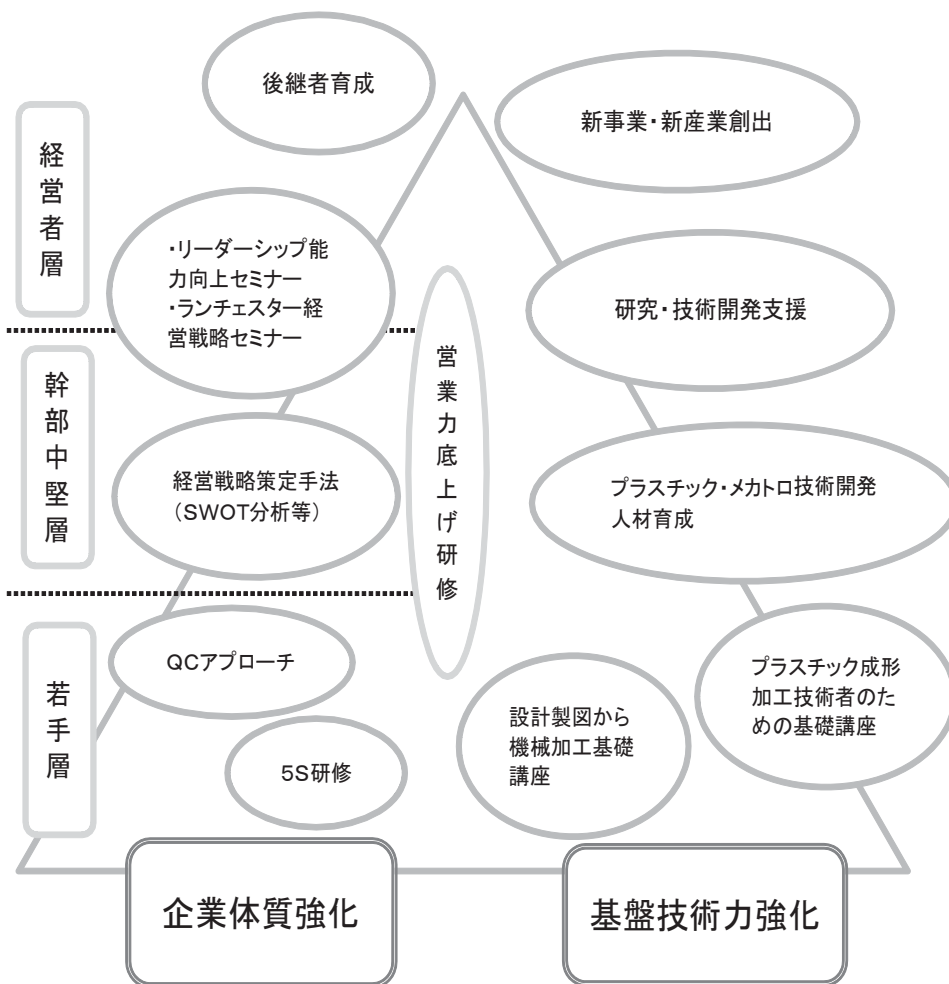 後継者育成
新事業・新産業創出
経営者層
・リーダーシップ能
力向上セミナー
・ランチェスター経
営戦略セミナー
研究・技術開発支援
営業力底上げ研修
幹部中堅層
経営戦略策定手法
（SWOT分析等）
プラスチック・メカトロ技術開発
人材育成
若手層
QCアプローチ
5S研修
設計製図から
機械加工基礎
講座
プラスチック成形
加工技術者のた
めの基礎講座
企業体質強化
基盤技術力強化